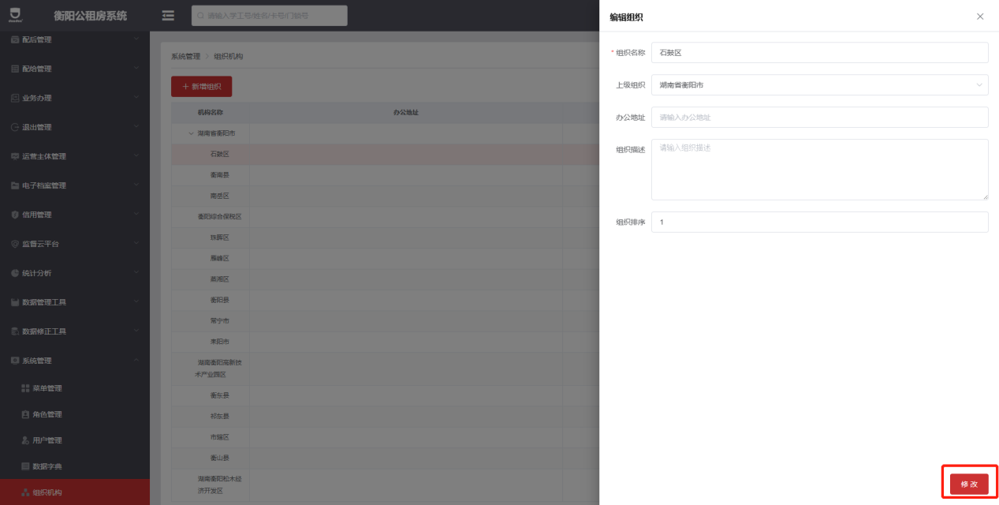 衡阳公租房系统
请输入学工号/姓名/卡号/门锁号
配后管理
配给管理
业务办理
退出管理
运营主体管理
电子档案管理
信用管理
监督云平台
统计分析
数据管理工具
数据修正工具
系统管理
菜单管理
角色管理
用户管理
数据字典
组织机构
系统管理 > 组织机构
+ 新增组织
机构名称 办公地址
湖南省衡阳市
石鼓区
衡南县
南岳区
衡阳综合保税区
珠晖区
雁峰区
蒸湘区
衡阳县
常宁市
耒阳市
湖南衡阳高新技
术产业园区
衡东县
祁东县
市辖区
衡山县
湖南衡阳松木经
济开发区
编辑组织
* 组织名称 石鼓区
上级组织 湖南省衡阳市
办公地址 请输入办公地址
组织描述 请输入组织描述
组织排序 1
修 改